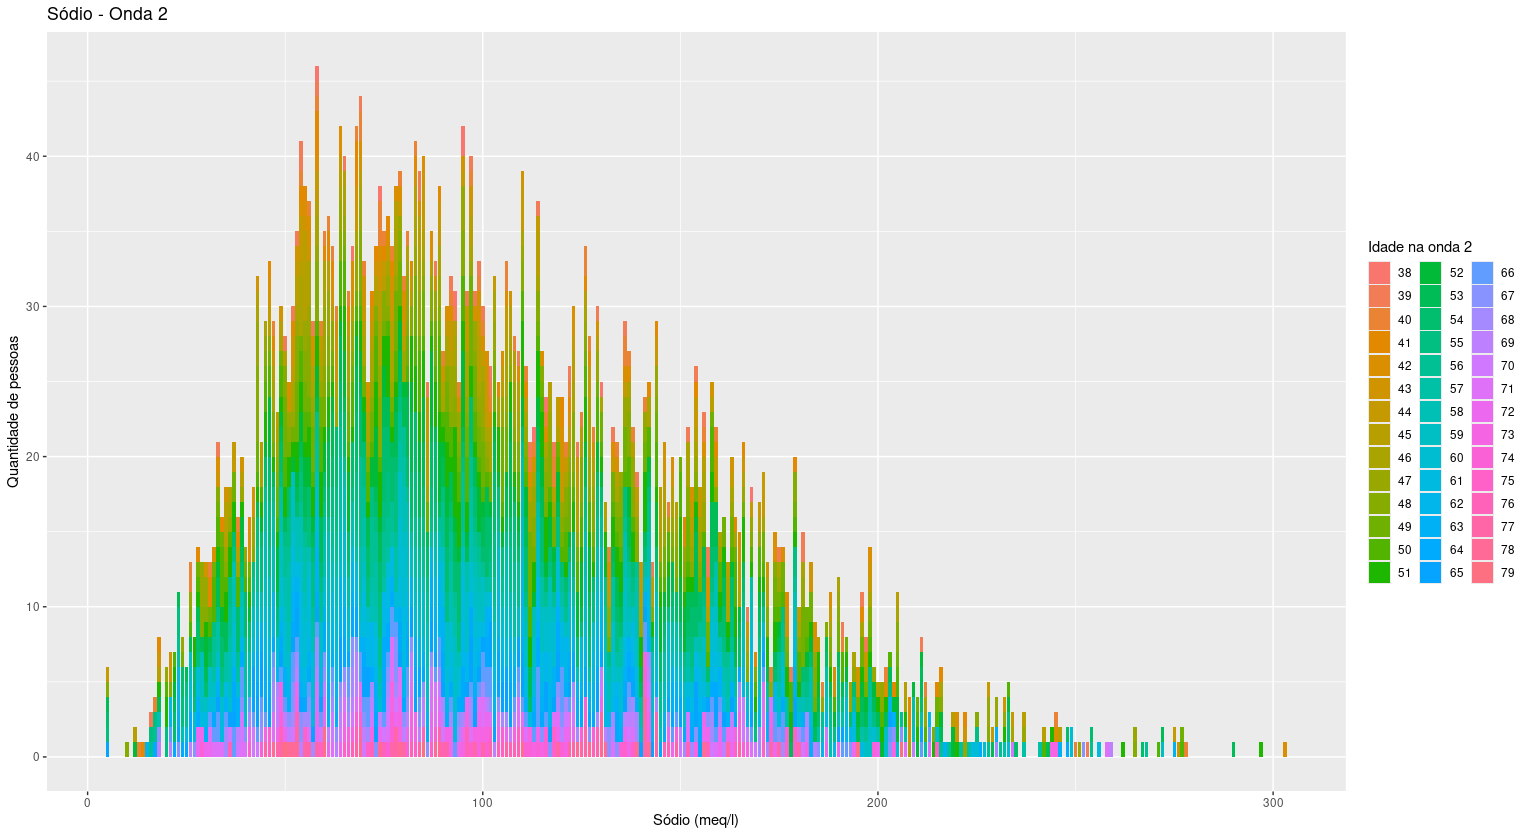 Sódio - Onda 2
Quantidade de pessoas
40
30
20
10
0
0 100 200 300
Sódio (meq/l)
Idade na onda 2
38 52 66
39 53 67
40 54 68
41 55 69
42 56 70
43 57 71
44 58 72
45 59 73
46 60 74
47 61 75
48 62 76
49 63 77
50 64 78
51 65 79